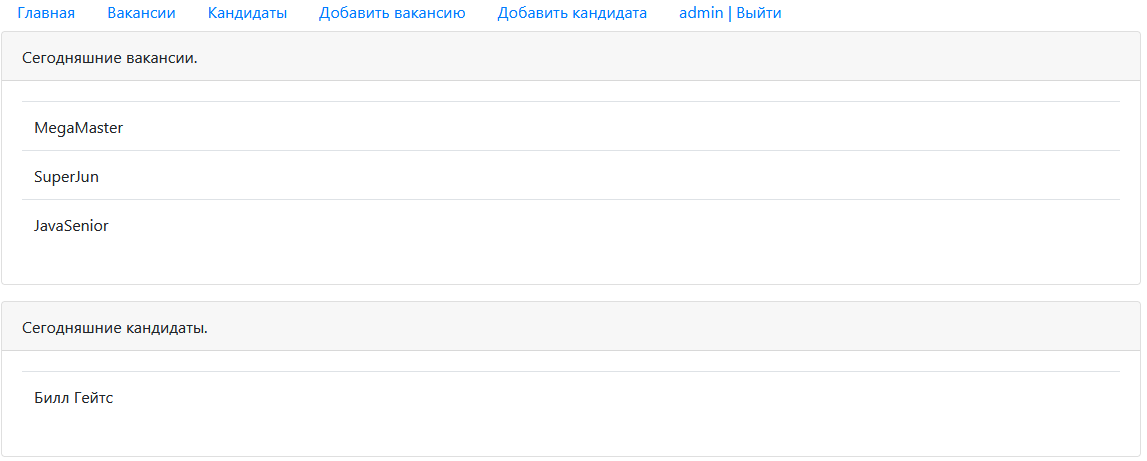 Главная Вакансии Кандидаты Добавить вакансию Добавить кандидата admin | Выйти
Сегодняшние вакансии.
MegaMaster
SuperJun
JavaSenior
Сегодняшние кандидаты.
Билл Гейтс